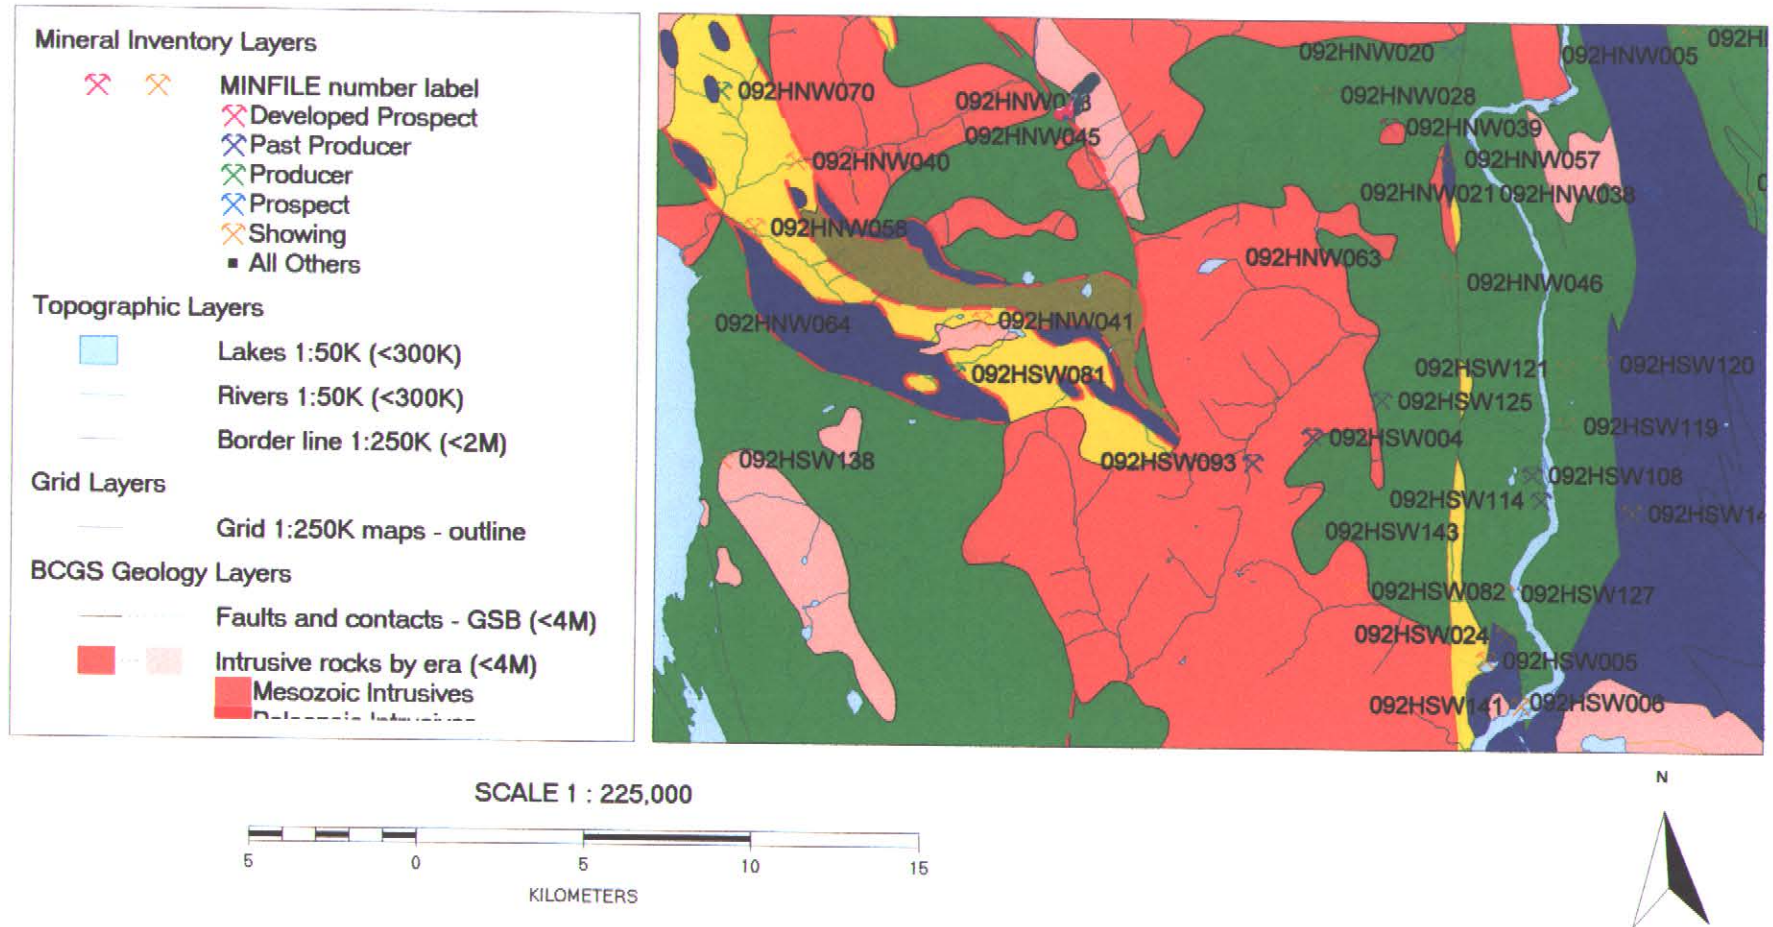 Mineral Inventory Layers
MINFILE number label
Developed Prospect
Past Producer
Producer
Prospect
Showing
All Others
Topographic Layers
Lakes 1:50K (<300K)
Rivers 1:50K (<300K)
Border line 1:250K (<2M)
Grid Layers
Grid 1:250K maps - outline
BCGS Geology Layers
Faults and contacts - GSB (<4M)
Intrusive rocks by era (<4M)
Mesozoic Intrusives
092HNW020
092HNW005
092H
092HNW070
092HNW028
092HNW039
092HNW045
092HNW040
092HNW057
092HNW021
092HNW038
092HNW058
092HNW063
092HNW046
092HNW064
092HNW041
092HSW081
092HSW121
092HSW120
092HSW125
092HSW119
092HSW004
092HSW138
092HSW093
092HSW108
092HSW114
092HSW14
092HSW143
092HSW082
092HSW127
092HSW024
092HSW005
092HSW141
092HSW006
SCALE 1 : 225,000
5 0 5 10 15
KILOMETERS
N